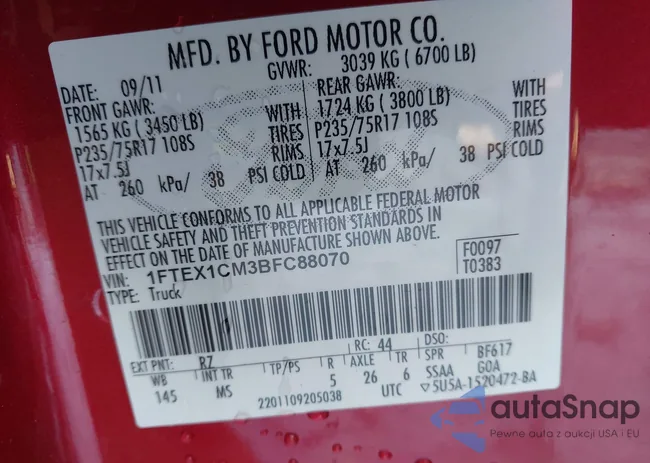 MFD. BY FORD MOTOR CO.
DATE: 09/11 GVWR: 3039 KG ( 6700 LB)
FRONT GAWR: WITH REAR GAWR: WITH
1565 KG ( 3450 LB) TIRES 1724 KG ( 3800 LB) TIRES
P235/75R17 108S RIMS P235/75R17 108S RIMS
17x7.5J 17x7.5J
AT 260 kPa/ 38 PSI COLD AT 260 kPa/ 38 PSI COLD
Ford
THIS VEHICLE CONFORMS TO ALL APPLICABLE FEDERAL MOTOR
VEHICLE SAFETY AND THEFT PREVENTION STANDARDS IN
EFFECT ON THE DATE OF MANUFACTURE SHOWN ABOVE.
VIN: 1FTEX1CM3BFC88070 F0097
TYPE: Truck T0383
EXT PNT: R7 RC: 44 DSO:
WB INT TR TP/PS R AXLE TR SPR BF617
145 MS 5 26 6 SSAA GOA
2201109205038 UTC 5U5A-1520472-BA
autaSnap
Pewne auta z aukcji USA i EU